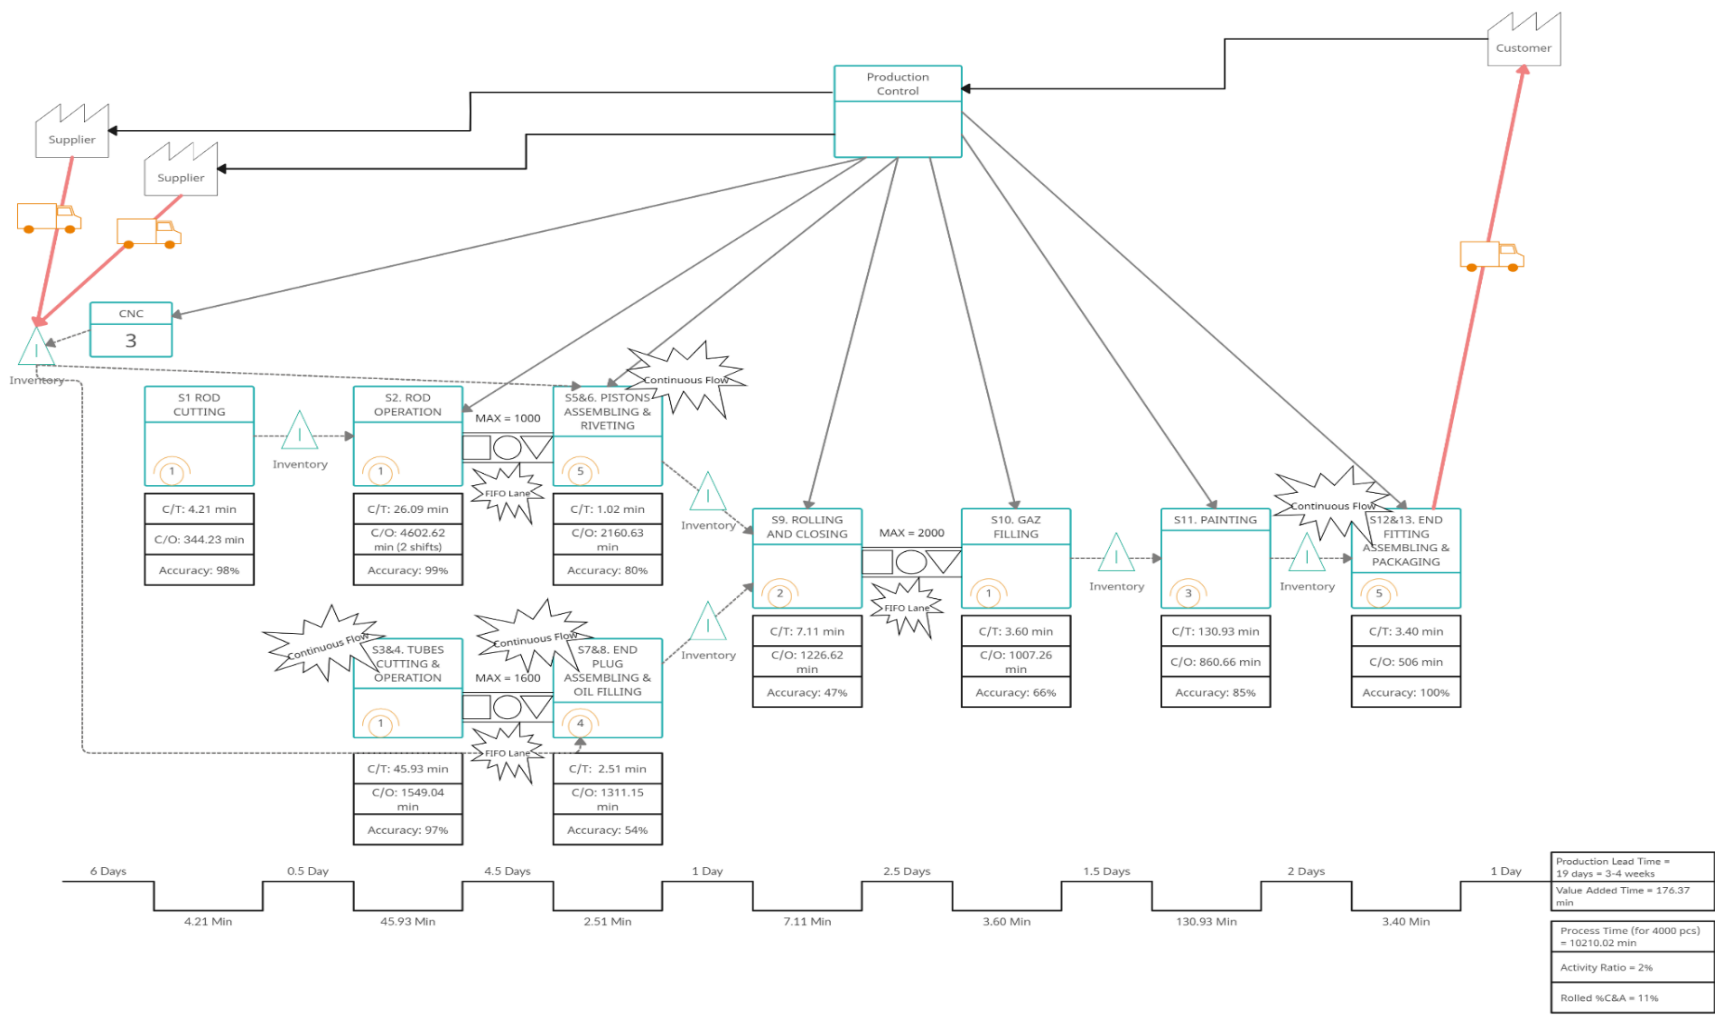 Customer
Production
Control
Supplier
Supplier
CNC
3
Inventory
Continuous Flow
S1 ROD
CUTTING
1
Inventory
S2. ROD
OPERATION
1
MAX = 1000
FIFO Lane
S5&6. PISTONS
ASSEMBLING &
RIVETING
5
C/T: 4.21 min
C/O: 344.23 min
Accuracy: 98%
C/T: 26.09 min
C/O: 4602.62
min (2 shifts)
Accuracy: 99%
C/T: 1.02 min
C/O: 2160.63
min
Accuracy: 80%
Inventory
S9. ROLLING
AND CLOSING
2
MAX = 2000
FIFO Lane
S10. GAZ
FILLING
1
Inventory
S11. PAINTING
3
Continuous Flow
Inventory
S12&13. END
FITTING
ASSEMBLING &
PACKAGING
5
C/T: 7.11 min
C/O: 1226.62
min
Accuracy: 47%
C/T: 3.60 min
C/O: 1007.26
min
Accuracy: 66%
C/T: 130.93 min
C/O: 860.66 min
Accuracy: 85%
C/T: 3.40 min
C/O: 506 min
Accuracy: 100%
Continuous Flow
S3&4. TUBES
CUTTING &
OPERATION
1
Continuous Flow
MAX = 1600
FIFO Lane
S7&8. END
PLUG
ASSEMBLING &
OIL FILLING
4
Inventory
C/T: 45.93 min
C/O: 1549.04
min
Accuracy: 97%
C/T: 2.51 min
C/O: 1311.15
min
Accuracy: 54%
6 Days
0.5 Day
4.5 Days
1 Day
2.5 Days
1.5 Days
2 Days
1 Day
4.21 Min
45.93 Min
2.51 Min
7.11 Min
3.60 Min
130.93 Min
3.40 Min
Production Lead Time =
19 days = 3-4 weeks
Value Added Time = 176.37
min
Process Time (for 4000 pcs)
= 10210.02 min
Activity Ratio = 2%
Rolled %C&A = 11%